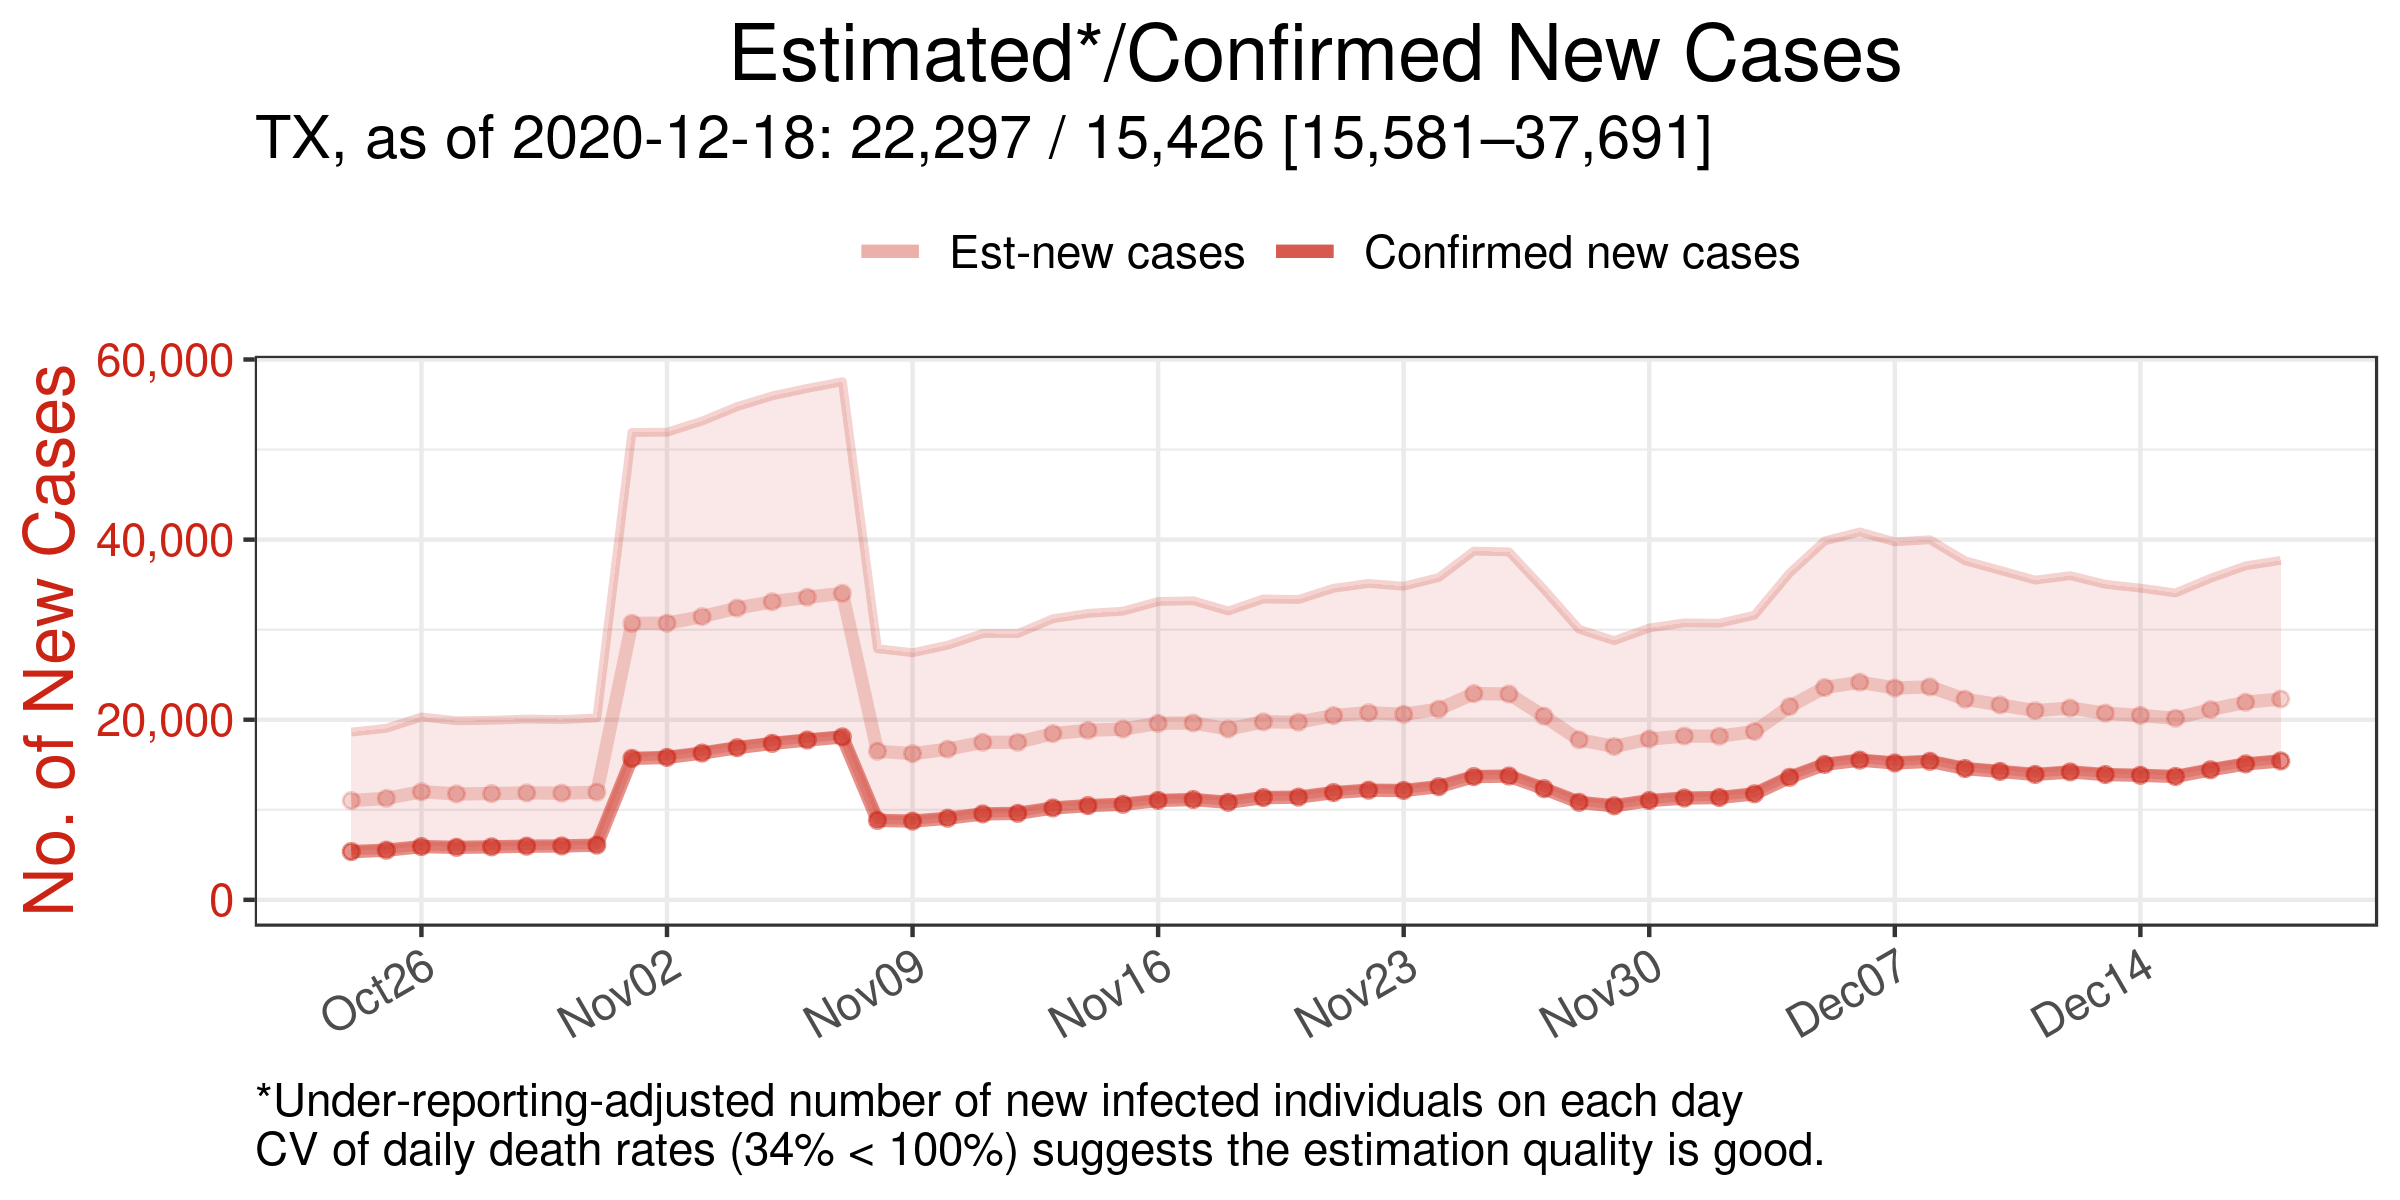 Estimated*/Confirmed New Cases
TX, as of 2020-12-18: 22,297 / 15,426 [15,581–37,691]
Est-new cases
Confirmed new cases
No. of New Cases
60,000
40,000
20,000
0
Oct26
Nov02
Nov09
Nov16
Nov23
Nov30
Dec07
Dec14
*Under-reporting-adjusted number of new infected individuals on each day
CV of daily death rates (34% < 100%) suggests the estimation quality is good.